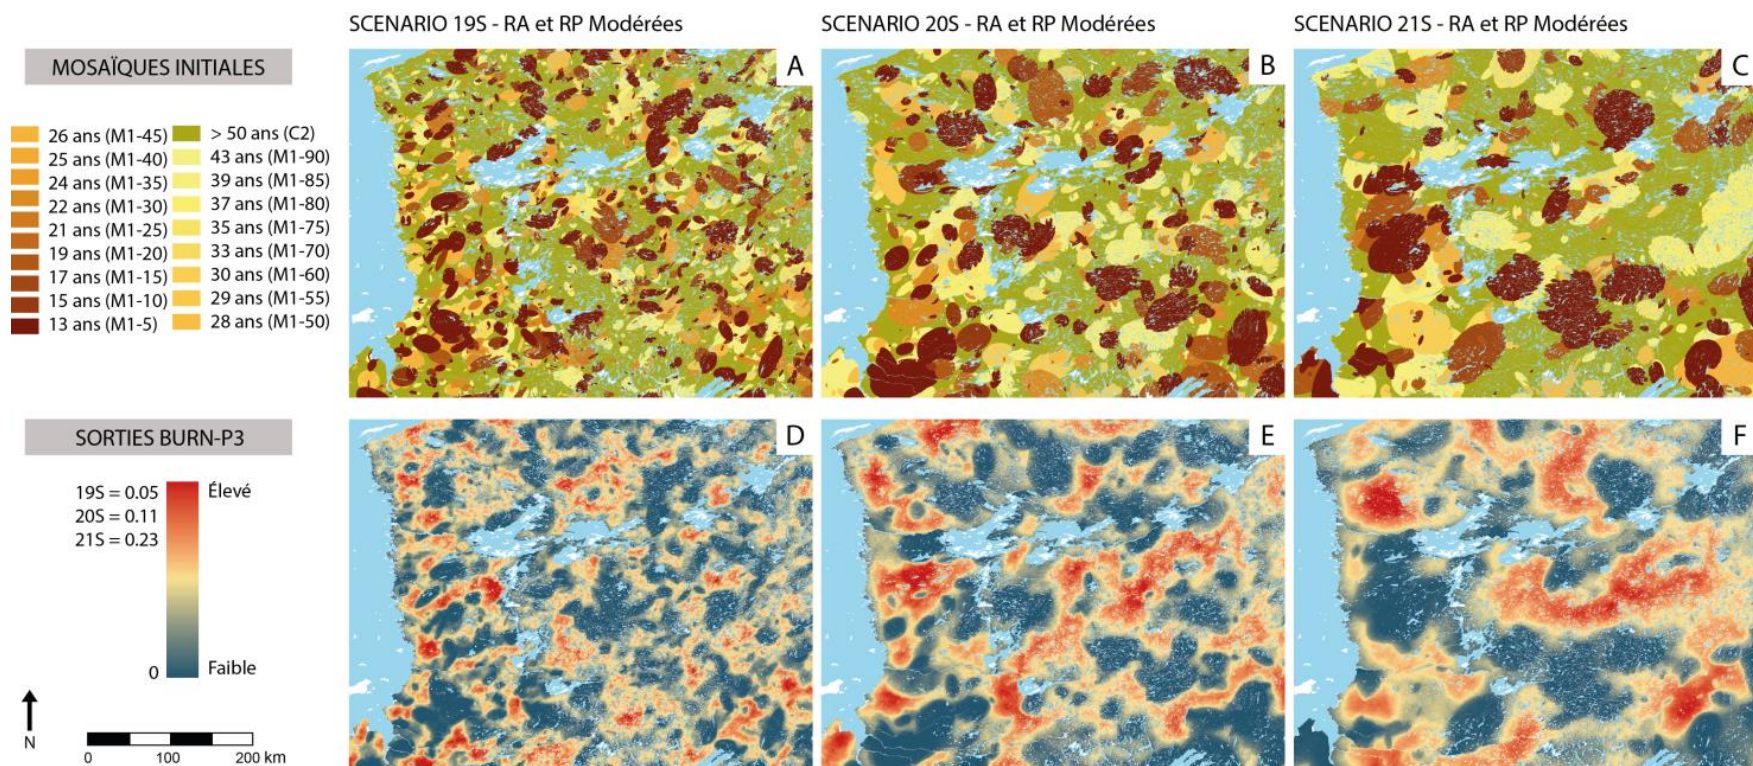 SCENARIO 19S - RA et RP Modérées
SCENARIO 20S - RA et RP Modérées
SCENARIO 21S - RA et RP Modérées
MOSAÏQUES INITIALES
A
B
C
26 ans (M1-45)
25 ans (M1-40)
24 ans (M1-35)
22 ans (M1-30)
21 ans (M1-25)
19 ans (M1-20)
17 ans (M1-15)
15 ans (M1-10)
13 ans (M1-5)
> 50 ans (C2)
43 ans (M1-90)
39 ans (M1-85)
37 ans (M1-80)
35 ans (M1-75)
33 ans (M1-70)
30 ans (M1-60)
29 ans (M1-55)
28 ans (M1-50)
SORTIES BURN-P3
D
E
F
19S = 0.05
20S = 0.11
21S = 0.23
Élevé
0
Faible
N
0 100 200 km